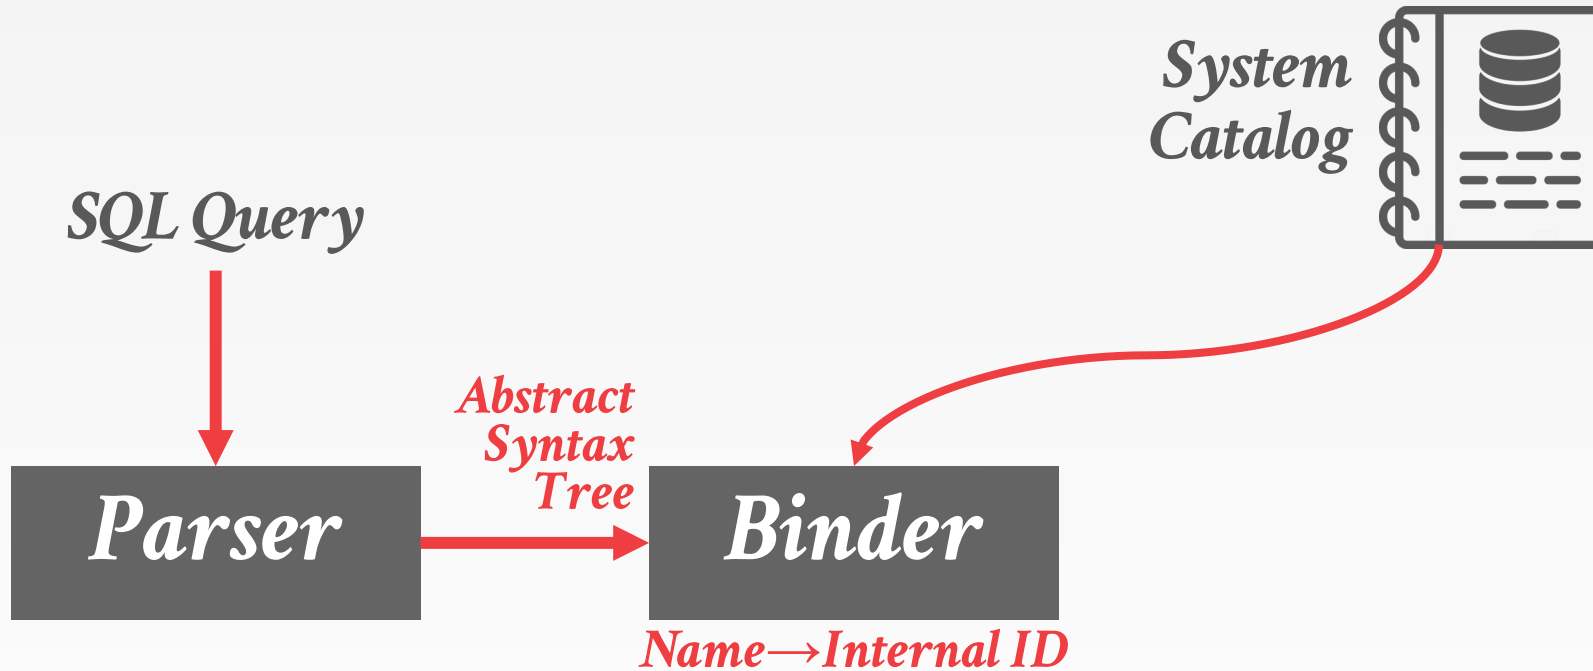 System
Catalog
SQL Query
Abstract
Syntax
Tree
Parser
Binder
Name→Internal ID